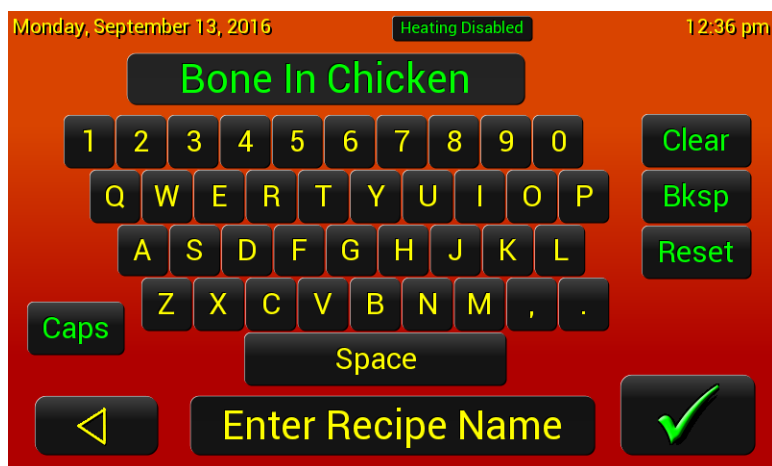 Monday, September 13, 2016 Heating Disabled 12:36 pm
Bone In Chicken
1 2 3 4 5 6 7 8 9 0 Clear
Q W E R T Y U I O P Bksp
A S D F G H J K L Reset
Z X C V B N M , .
Caps
Space
Enter Recipe Name